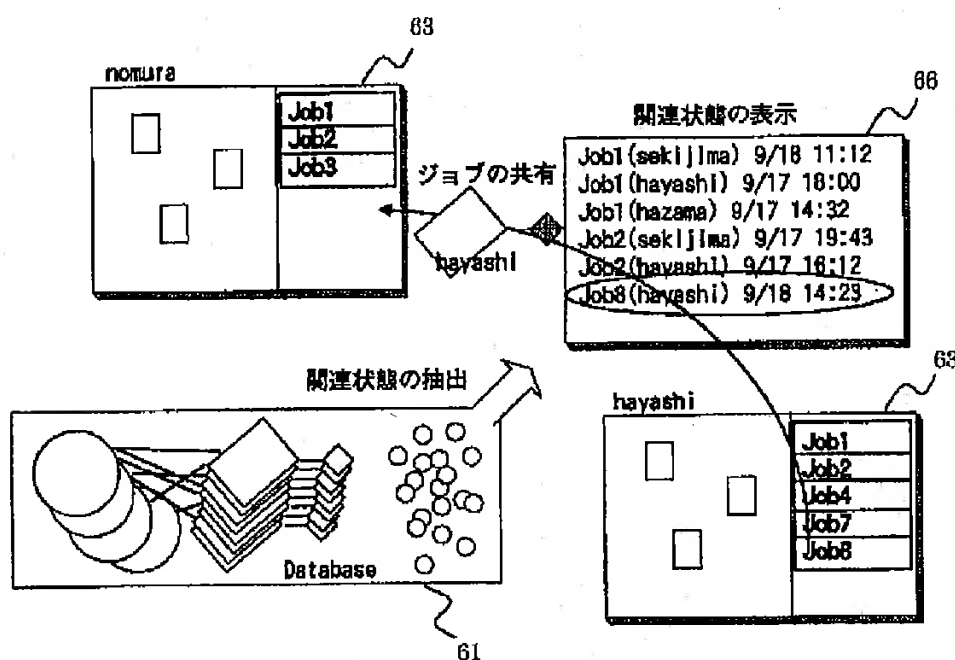 63
nomura
Job1
Job2
Job3
66
関連状態の表示
Job1(sekijima) 9/18 11:12
Job1(hayashi) 9/17 18:00
Job1(hazama) 9/17 14:32
Job2(sekijima) 9/17 19:43
Job2(hayashi) 9/17 16:12
Job8(hayashi) 9/18 14:23
ジョブの共有
hayashi
関連状態の抽出
Database
61
63
hayashi
Job1
Job2
Job4
Job7
Job8